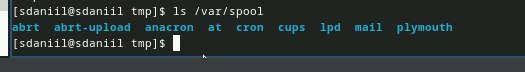 [sdaniil@sdaniil tmp]$ ls /var/spool
abrt  abrt-upload  anacron  at  cron  cups  lpd  mail  plymouth
[sdaniil@sdaniil tmp]$